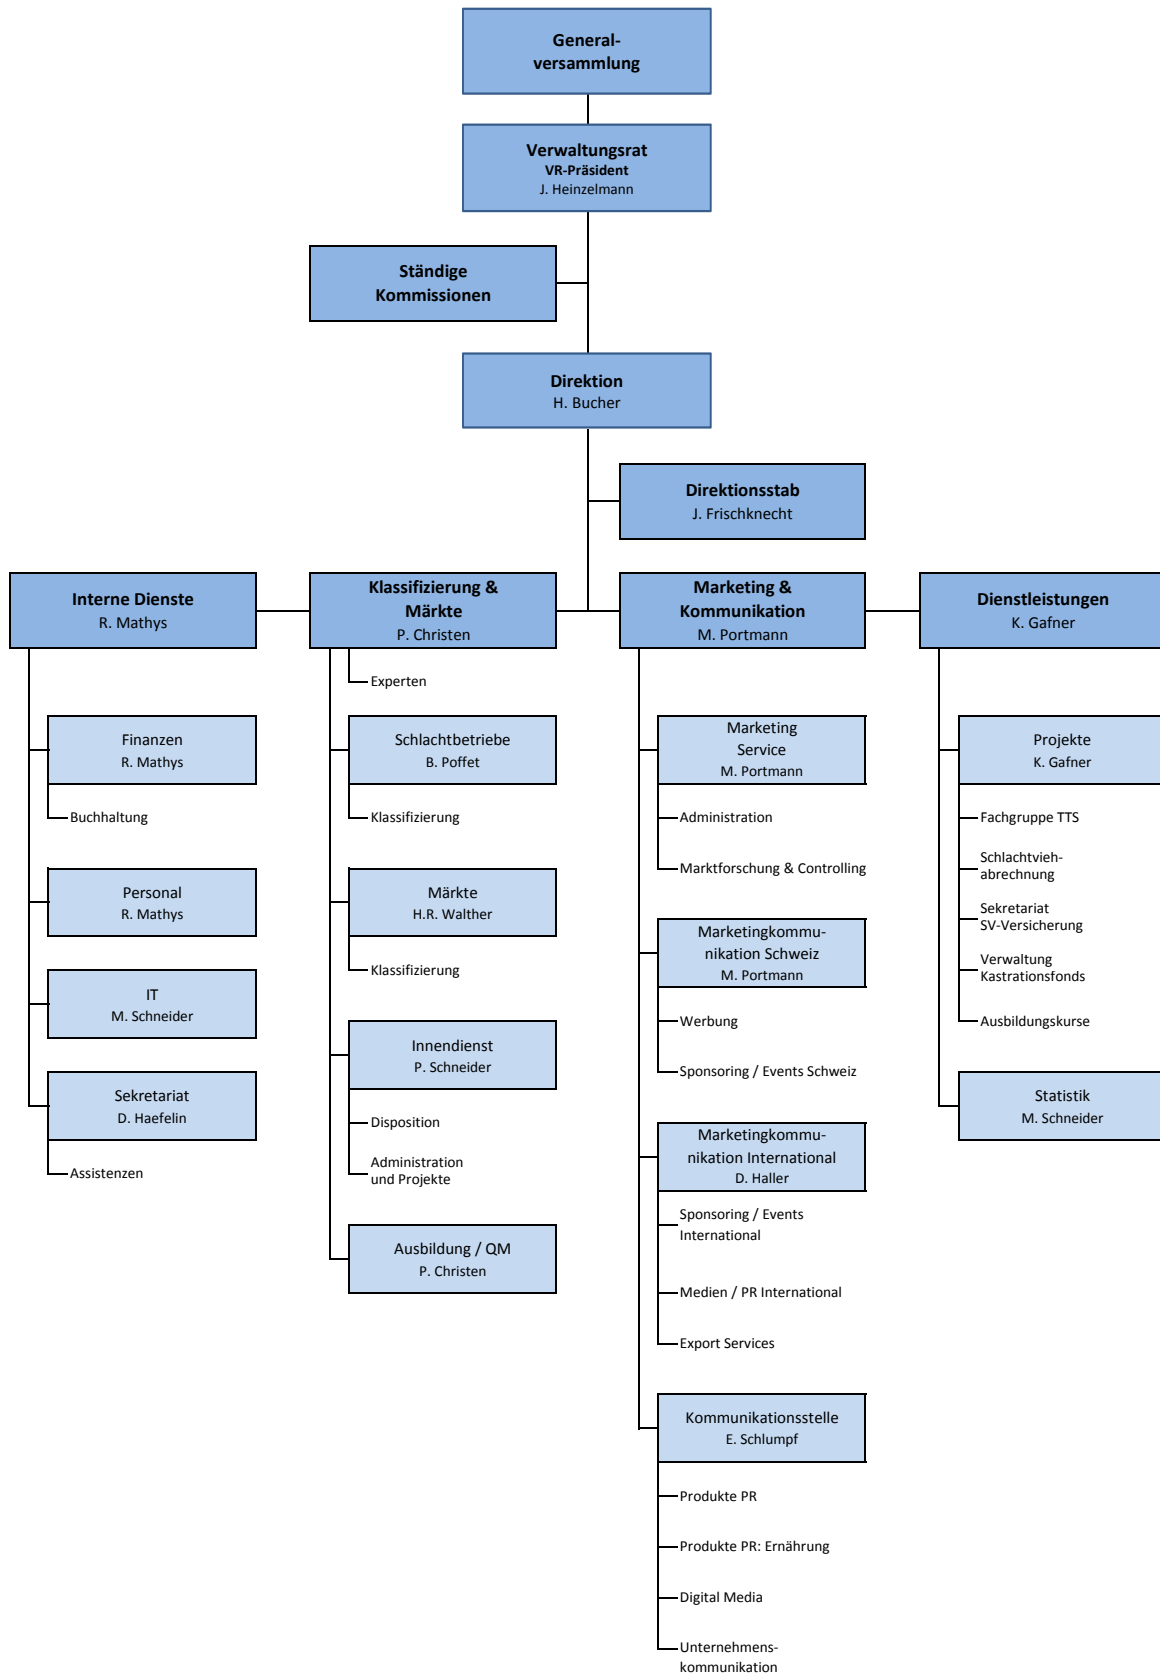 General-
versammlung
Verwaltungsrat
VR-Präsident
J. Heinzelmann
Ständige
Kommissionen
Direktion
H. Bucher
Direktionsstab
J. Frischknecht
Interne Dienste
R. Mathys
Klassifizierung &
Märkte
P. Christen
Marketing &
Kommunikation
M. Portmann
Dienstleistungen
K. Gafner
Finanzen
R. Mathys
Buchhaltung
Personal
R. Mathys
IT
M. Schneider
Sekretariat
D. Haefelin
Assistenzen
Experten
Schlachtbetriebe
B. Poffet
Klassifizierung
Märkte
H.R. Walther
Klassifizierung
Innendienst
P. Schneider
Disposition
Administration
und Projekte
Ausbildung / QM
P. Christen
Marketing
Service
M. Portmann
Administration
Marktforschung & Controlling
Marketingkommu-
nikation Schweiz
M. Portmann
Werbung
Sponsoring / Events Schweiz
Marketingkommu-
nikation International
D. Haller
Sponsoring / Events
International
Medien / PR International
Export Services
Kommunikationsstelle
E. Schlumpf
Produkte PR
Produkte PR: Ernährung
Digital Media
Unternehmens-
kommunikation
Projekte
K. Gafner
Fachgruppe TTS
Schlachtvieh-
abrechnung
Sekretariat
SV-Versicherung
Verwaltung
Kastrationsfonds
Ausbildungskurse
Statistik
M. Schneider